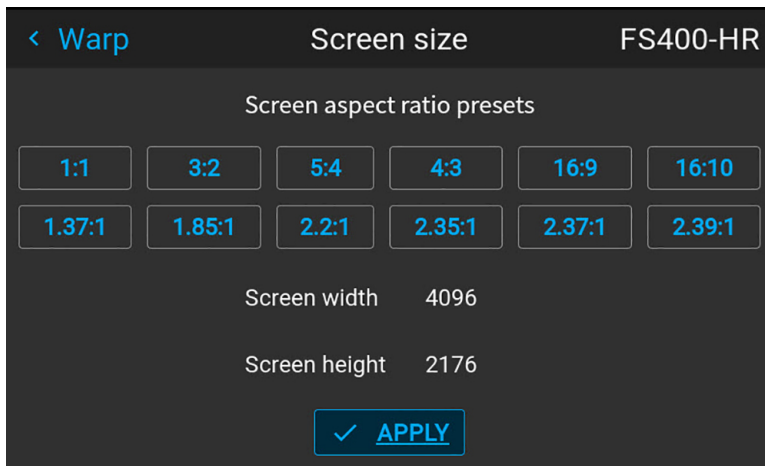 Warp Screen size FS400-HR
Screen aspect ratio presets
1:1 3:2 5:4 4:3 16:9 16:10
1.37:1 1.85:1 2.2:1 2.35:1 2.37:1 2.39:1
Screen width 4096
Screen height 2176
APPLY